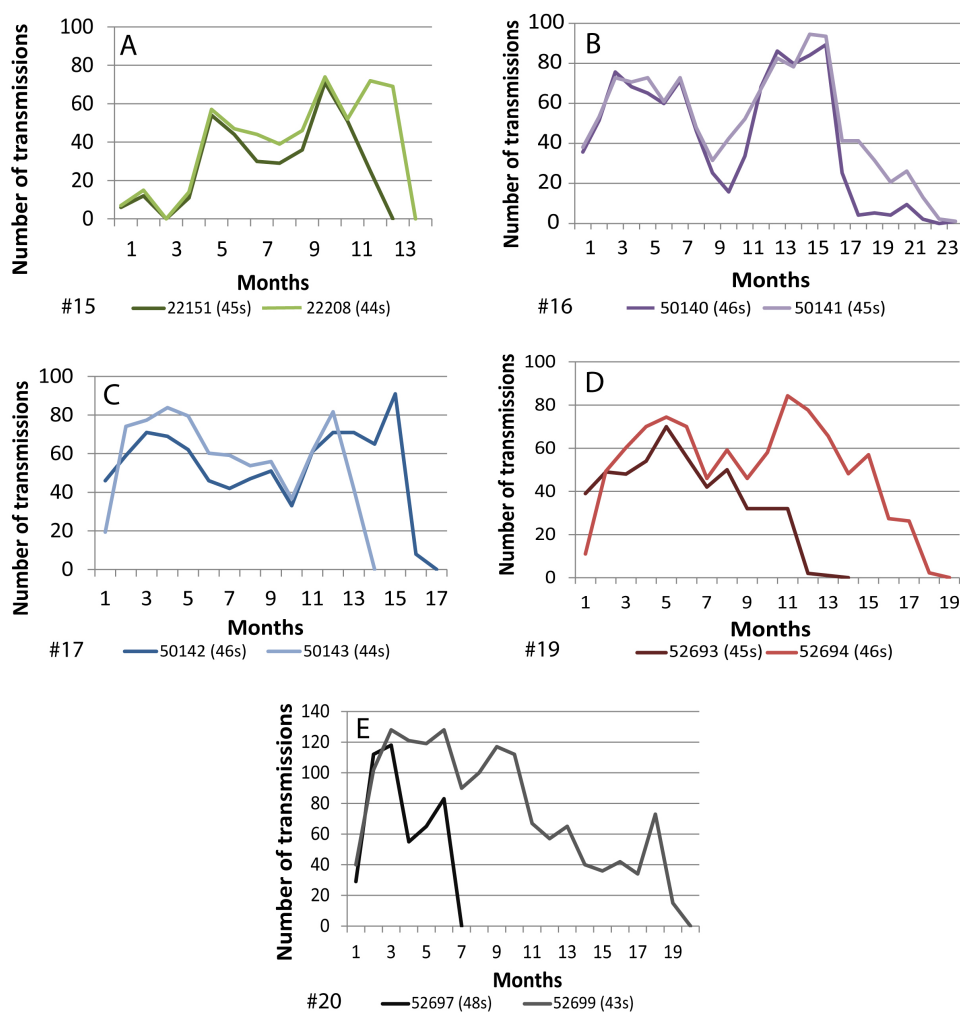 A
Number of transmissions
100
80
60
40
20
0
1 3 5 7 9 11 13
Months
#15 22151 (45s) 22208 (44s)
B
Number of transmissions
100
80
60
40
20
0
1 3 5 7 9 11 13 15 17 19 21 23
Months
#16 50140 (46s) 50141 (45s)
C
Number of transmissions
100
80
60
40
20
0
1 3 5 7 9 11 13 15 17
Months
#17 50142 (46s) 50143 (44s)
D
Number of transmissions
100
80
60
40
20
0
1 3 5 7 9 11 13 15 17 19
Months
#19 52693 (45s) 52694 (46s)
E
Number of transmissions
140
120
100
80
60
40
20
0
1 3 5 7 9 11 13 15 17 19
Months
#20 52697 (48s) 52699 (43s)